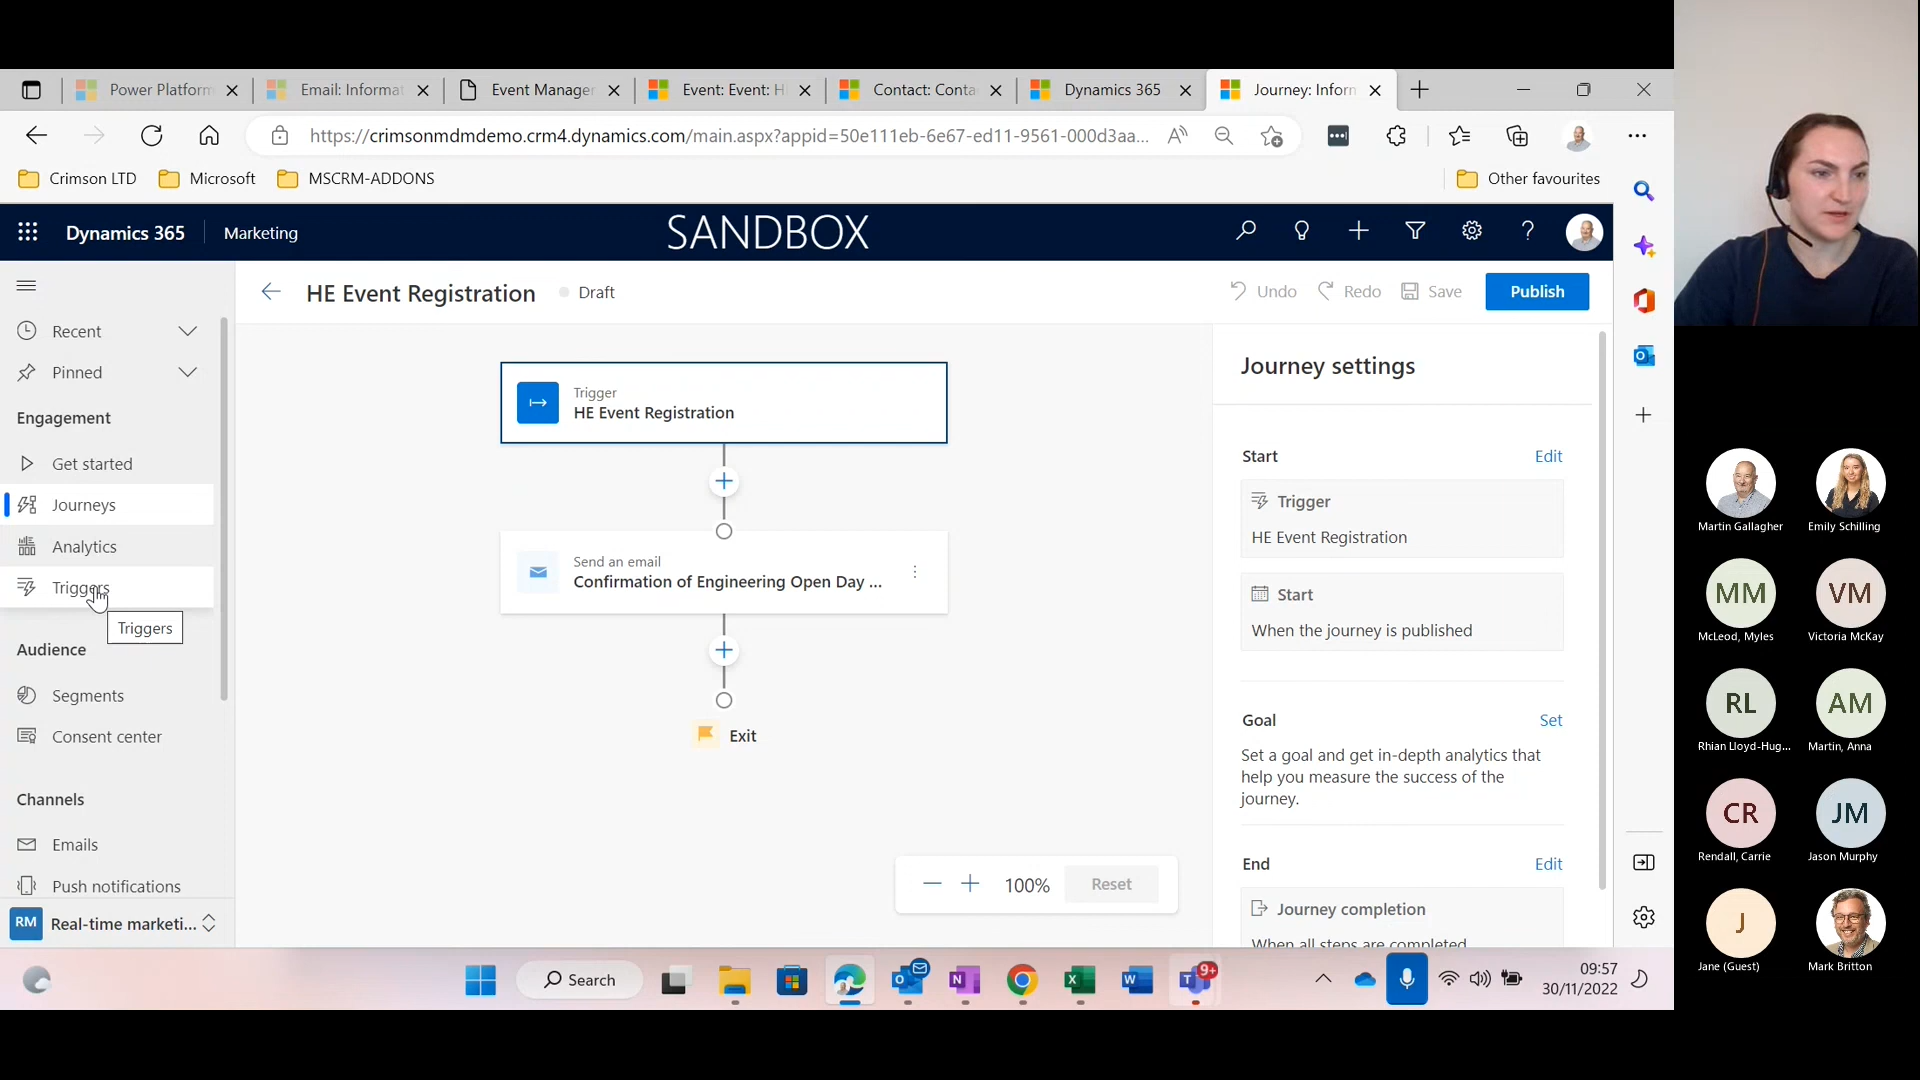 Power Platform
Email: Informat
Event Manager
Event: Event: H
Contact: Conta
Dynamics 365
Journey: Inforn
https://crimsonmdmdemo.crm4.dynamics.com/main.aspx?appid=50e111eb-6e67-ed11-9561-000d3aa...
Crimson LTD
Microsoft
MSCRM-ADDONS
Other favourites
Dynamics 365
Marketing
SANDBOX
HE Event Registration
Draft
Undo
Redo
Save
Publish
Recent
Pinned
Engagement
Get started
Journeys
Analytics
Triggers
Triggers
Audience
Segments
Consent center
Channels
Emails
Push notifications
RM
Real-time marketi...
Trigger
HE Event Registration
Send an email
Confirmation of Engineering Open Day ...
Exit
100%
Reset
Journey settings
Start
Edit
Trigger
HE Event Registration
Start
When the journey is published
Goal
Set
Set a goal and get in-depth analytics that
help you measure the success of the
journey.
End
Edit
Journey completion
When all steps are completed
Search
9+
09:57
30/11/2022
Martin Gallagher
Emily Schilling
MM
McLeod, Myles
VM
Victoria McKay
RL
Rhian Lloyd-Hug...
AM
Martin, Anna
CR
Rendall, Carrie
JM
Jason Murphy
J
Jane (Guest)
Mark Britton